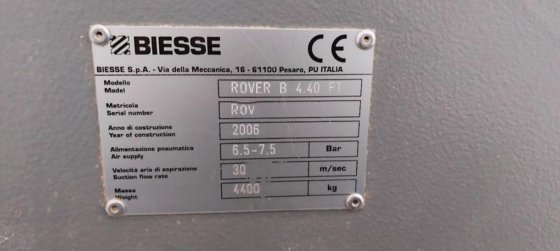 BIESSE CE
BIESSE S.p.A. - Via della Meccanica, 16 - 61100 Pesaro, PU ITALIA
Modello
Model ROVER B 4.40 FT
Matricola
Serial number ROV
Anno di costruzione
Year of construction 2006
Alimentazione pneumatica
Air supply 6.5-7.5 Bar
Velocità aria di aspirazione
Suction flow rate 30 m/sec
Massa
Weight 4400 kg